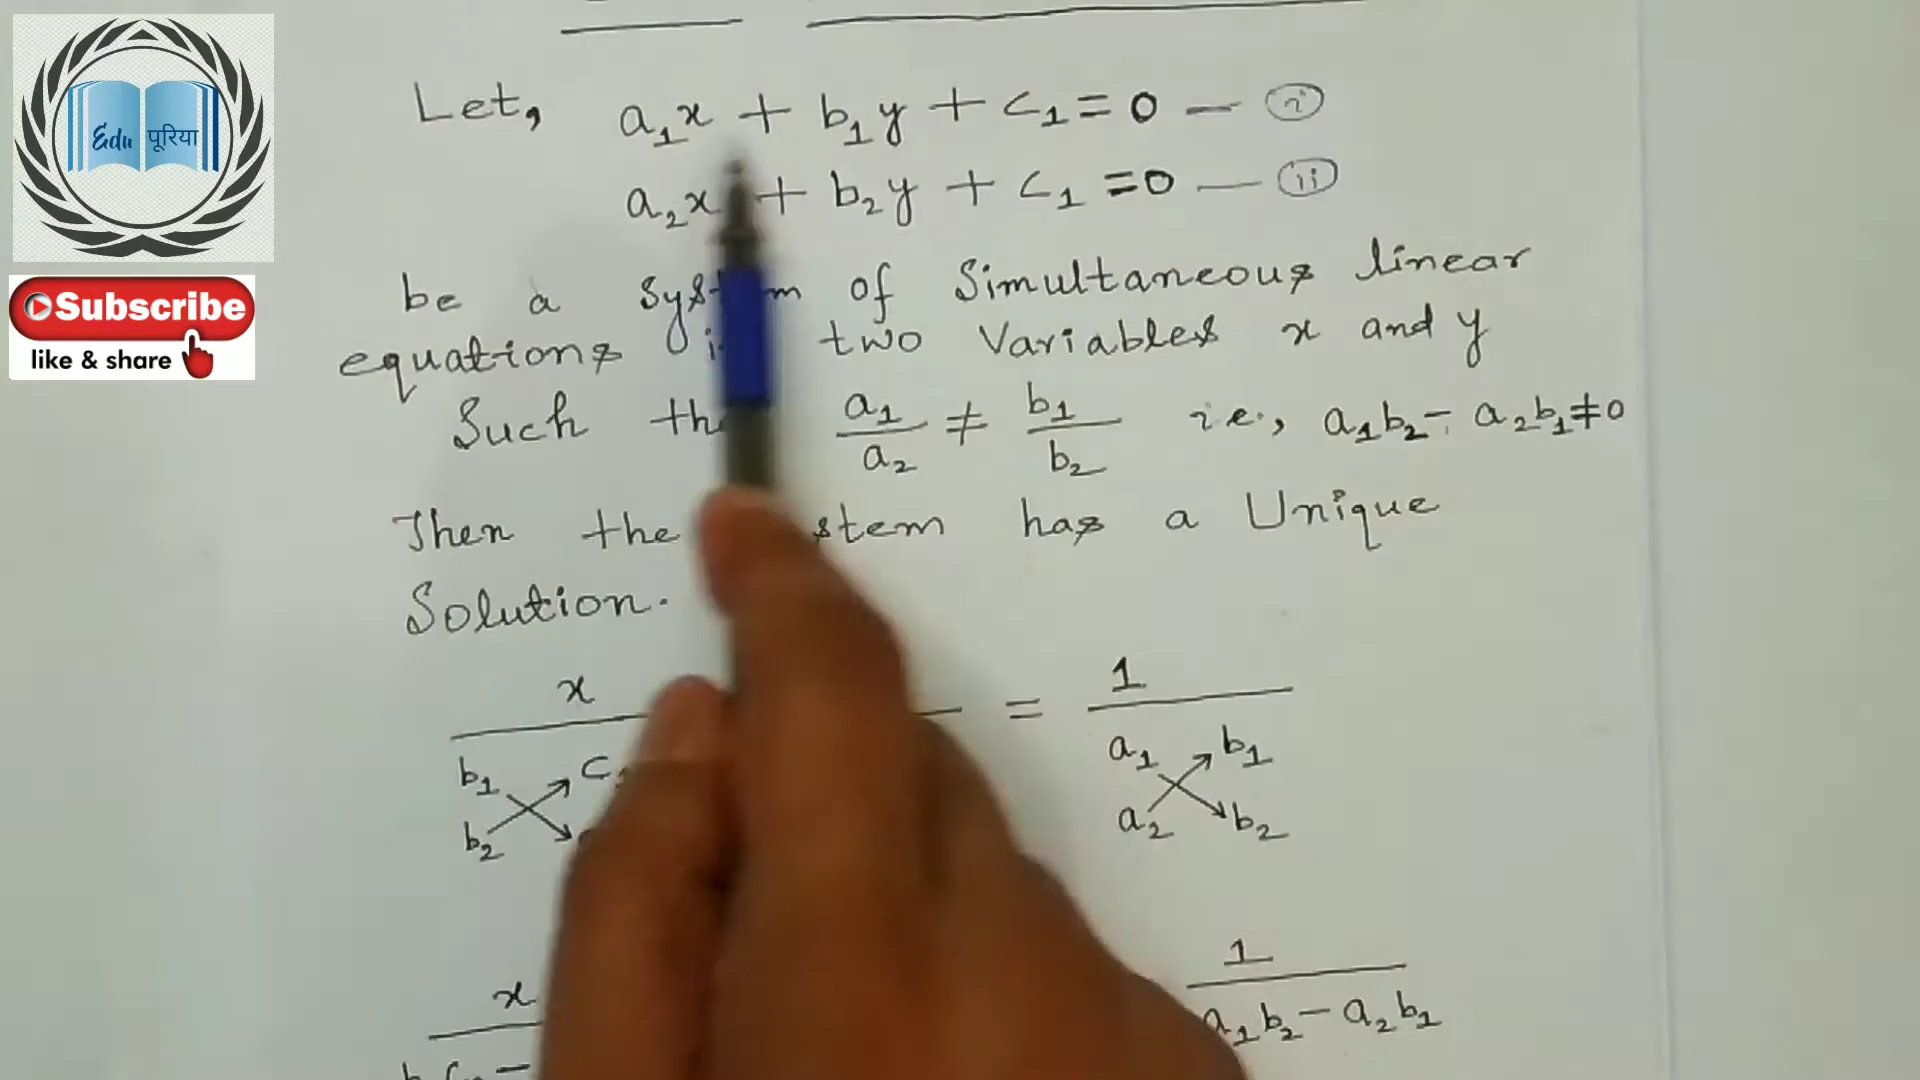 Edu पूरिया
Subscribe
like & share
Let, a₁x + b₁y + c₁ = 0 — (i)
a₂x + b₂y + c₁ = 0 — (ii)
be a of Simultaneous linear
equations two Variables x and y
Such a₁/a₂ ≠ b₁/b₂ i.e., a₁b₂ - a₂b₁ ≠ 0
Then the has a Unique
Solution.
x = 1
b₁ a₁ b₁
b₂ a₂ b₂
x 1
a₁b₂ - a₂b₁